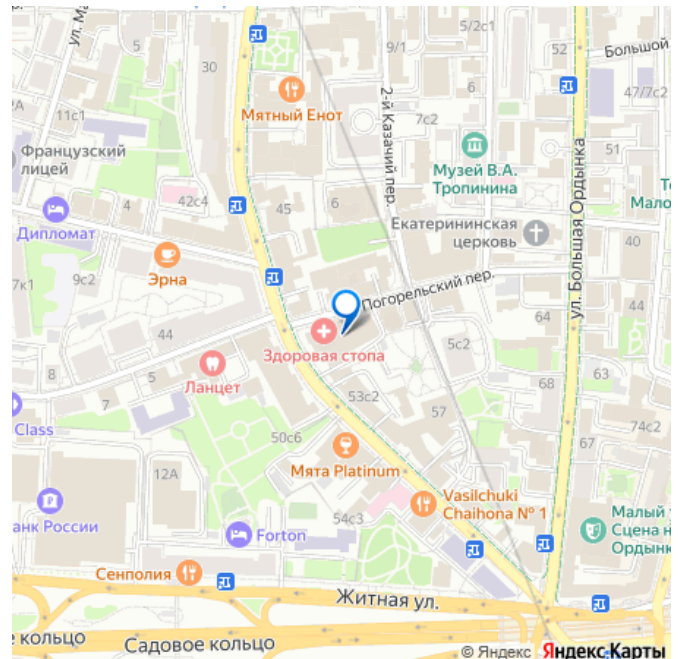 ул. Ма
30
9/1
5/2с1
52
Большой
47/7с2
11с1
Мятный Енот
2-й Казачий пер.
7с2
51
Французский
лицей
Музей В.А.
Тропинина
42с4
4
45
6
Мало
Дипломат
Екатерининская
церковь
ул. Большая Ордынка
40
Эрна
9с2
7к1
Погорельский пер.
44
64
Здоровая стопа
5с2
5
Ланцет
8
7
53с2
68
63
Class
57
74с2
50с6
67
12А
Мята Platinum
Vasilchuki
Chaihona № 1
анк России
54с3
Малый
Сцена н
Ордынк
Forton
Сенполия
Житная ул.
е кольцо
Садовое кольцо
© Яндекс Яндекс Карты